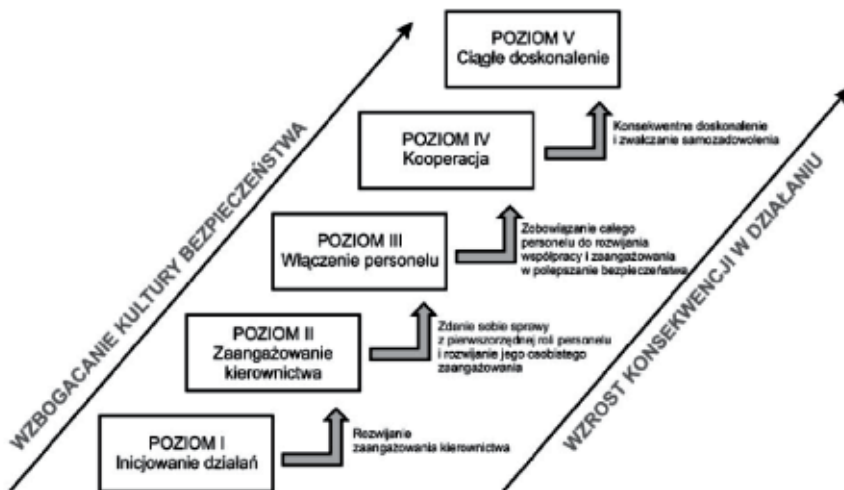 POZIOM V
Ciągłe doskonalenie
Konsekwentne doskonalenie
i zwalczanie samozadowolenia
POZIOM IV
Kooperacja
Zobowiązanie całego
personelu do rozwijania
współpracy i zaangażowania
w polepszanie bezpieczeństwa
POZIOM III
Włączenie personelu
Zdanie sobie sprawy
z pierwszorzędnej roli personelu
i rozwijanie jego osobistego
zaangażowania
POZIOM II
Zaangażowanie
kierownictwa
Rozwijanie
zaangażowania kierownictwa
POZIOM I
Inicjowanie działań
WZBOGACANIE KULTURY BEZPIECZEŃSTWA
WZROST KONSEKWENCJI W DZIAŁANIU